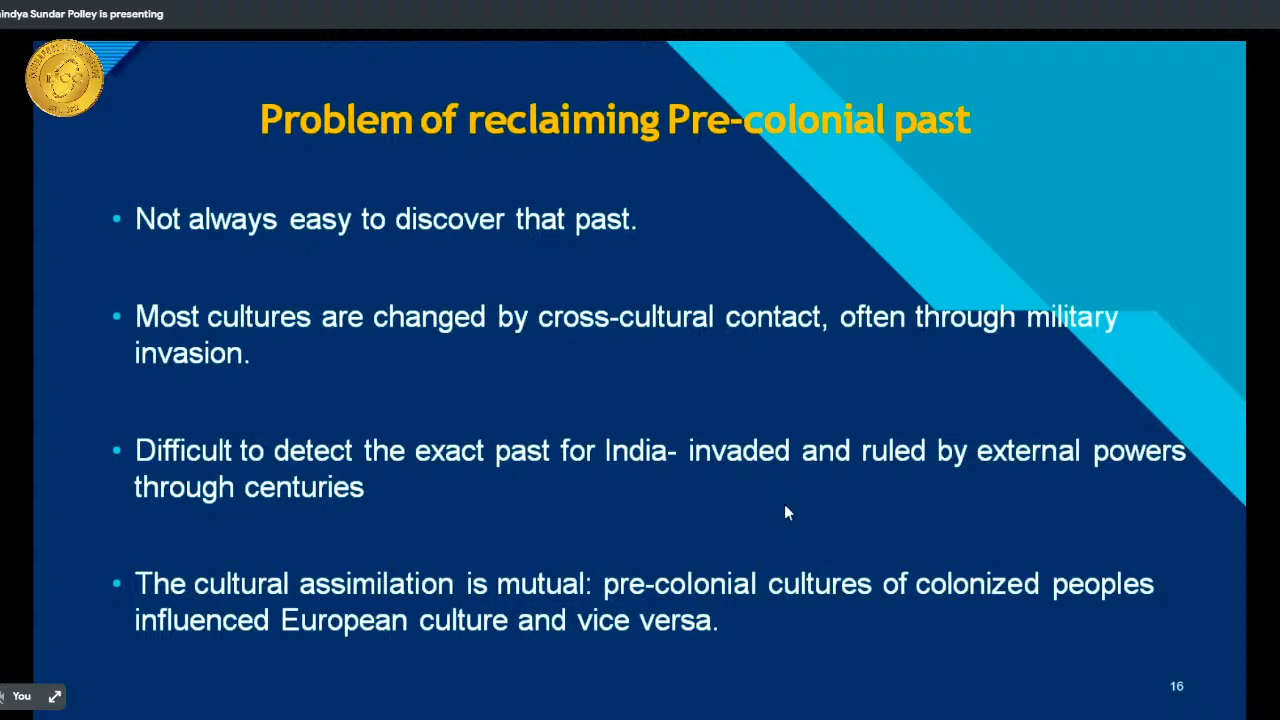 indya Sundar Polley is presenting
Problem of reclaiming Pre-colonial past
• Not always easy to discover that past.
• Most cultures are changed by cross-cultural contact, often through military
invasion.
• Difficult to detect the exact past for India- invaded and ruled by external powers
through centuries
• The cultural assimilation is mutual: pre-colonial cultures of colonized peoples
influenced European culture and vice versa.
You
16